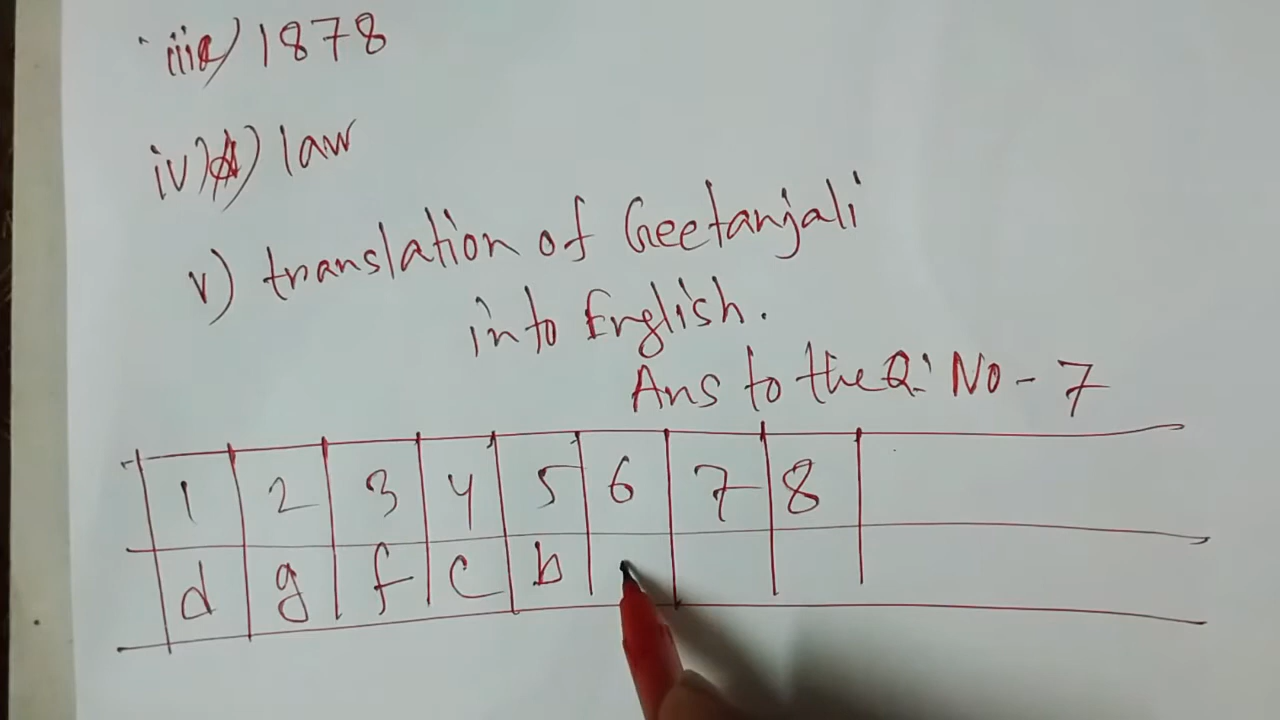 iii) 1878
iv) law
v) translation of Geetanjali
into English.
Ans to the Q. No - 7
1 2 3 4 5 6 7 8
d g f c b